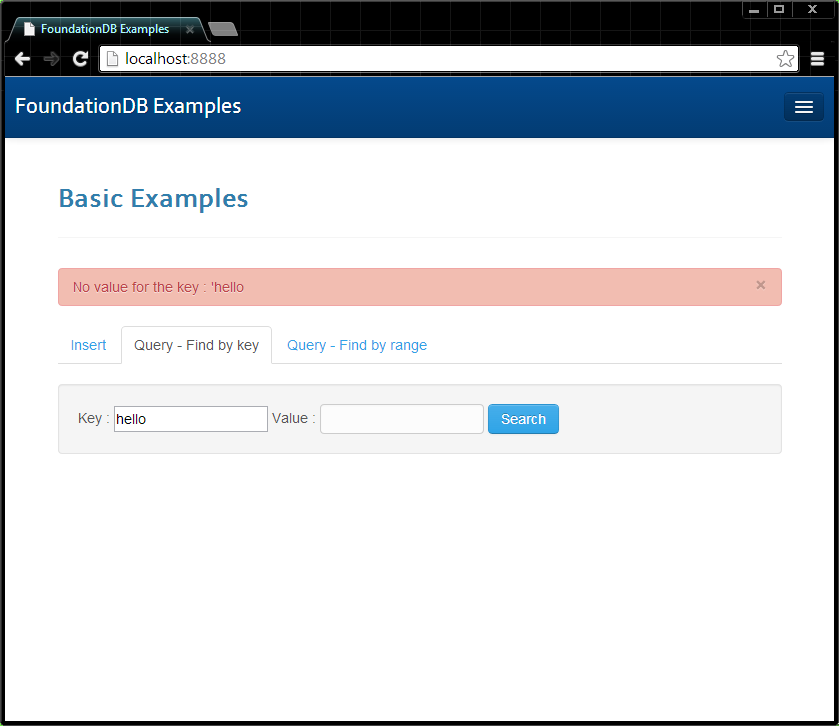 FoundationDB Examples
localhost:8888
FoundationDB Examples
Basic Examples
No value for the key : 'hello ×
Insert Query - Find by key Query - Find by range
Key : hello Value : Search